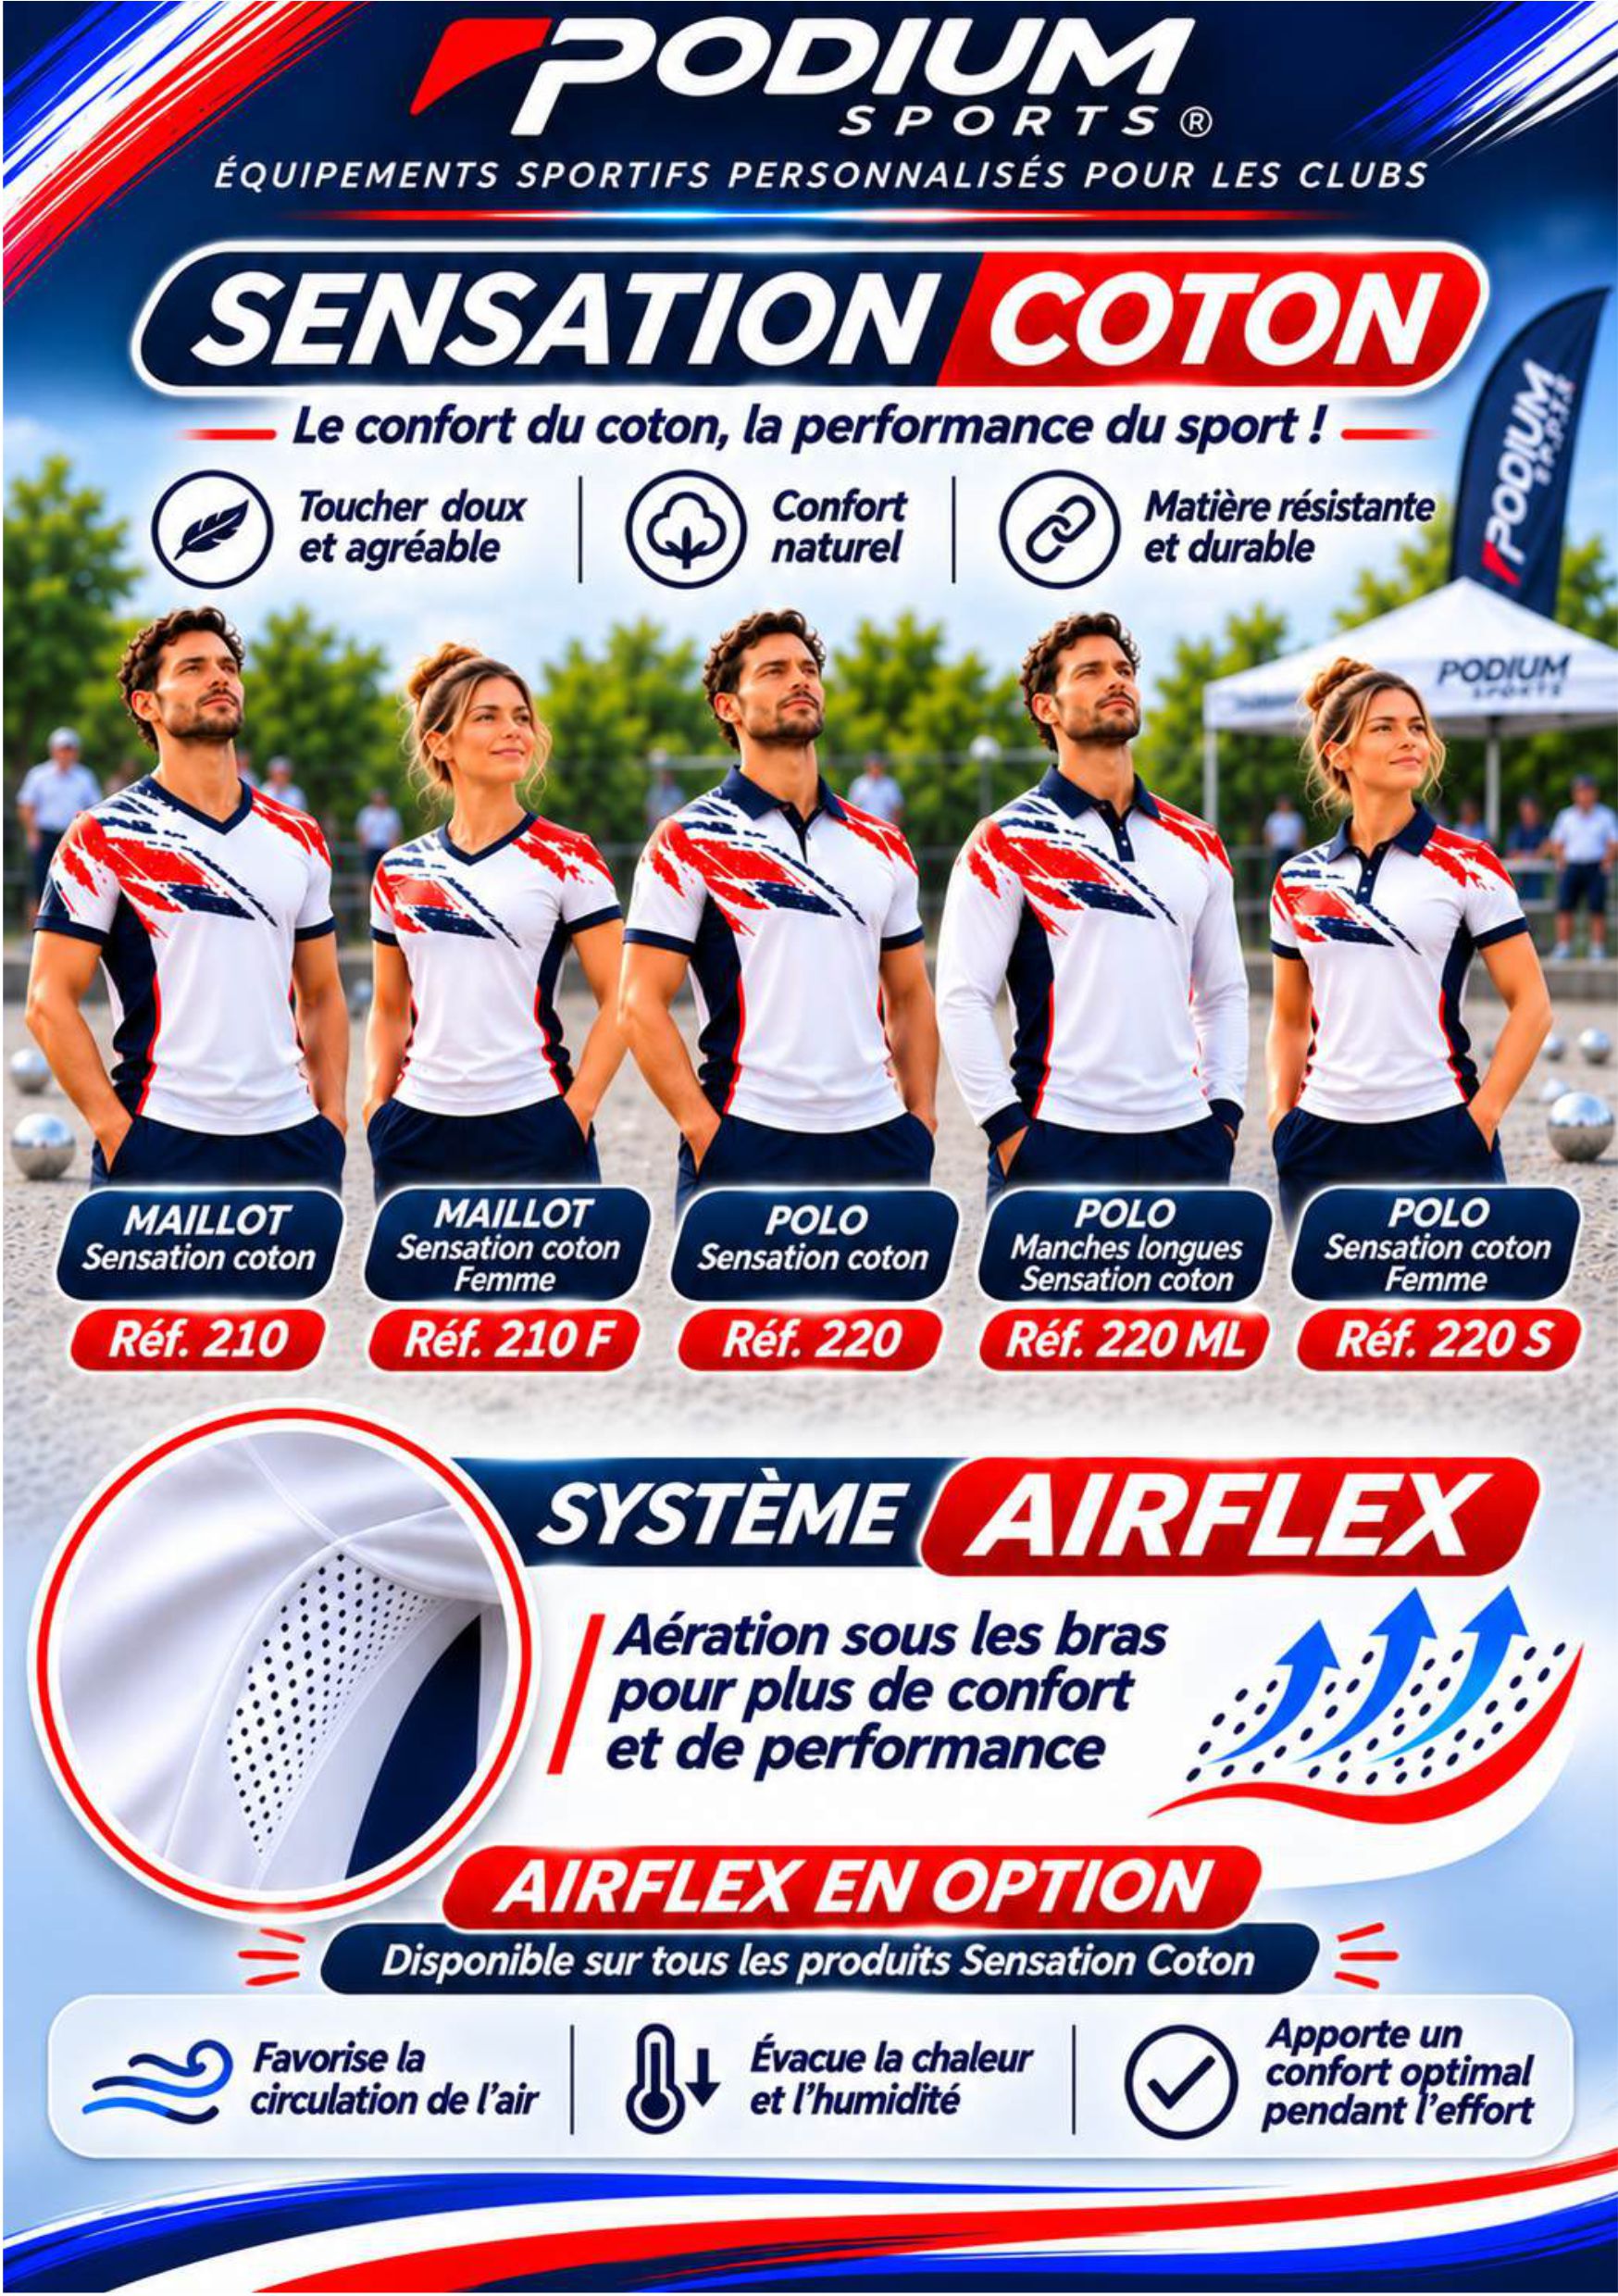 PODIUM
SPORTS ®
ÉQUIPEMENTS SPORTIFS PERSONNALISÉS POUR LES CLUBS
SENSATION COTON
Le confort du coton, la performance du sport !
Toucher doux
et agréable
Confort
naturel
Matière résistante
et durable
PODIUM
SPORTS
PODIUM
SPORTS
MAILLOT
Sensation coton
Réf. 210
MAILLOT
Sensation coton
Femme
Réf. 210 F
POLO
Sensation coton
Réf. 220
POLO
Manches longues
Sensation coton
Réf. 220 ML
POLO
Sensation coton
Femme
Réf. 220 S
SYSTÈME AIRFLEX
Aération sous les bras
pour plus de confort
et de performance
AIRFLEX EN OPTION
Disponible sur tous les produits Sensation Coton
Favorise la
circulation de l'air
Évacue la chaleur
et l'humidité
Apporte un
confort optimal
pendant l'effort